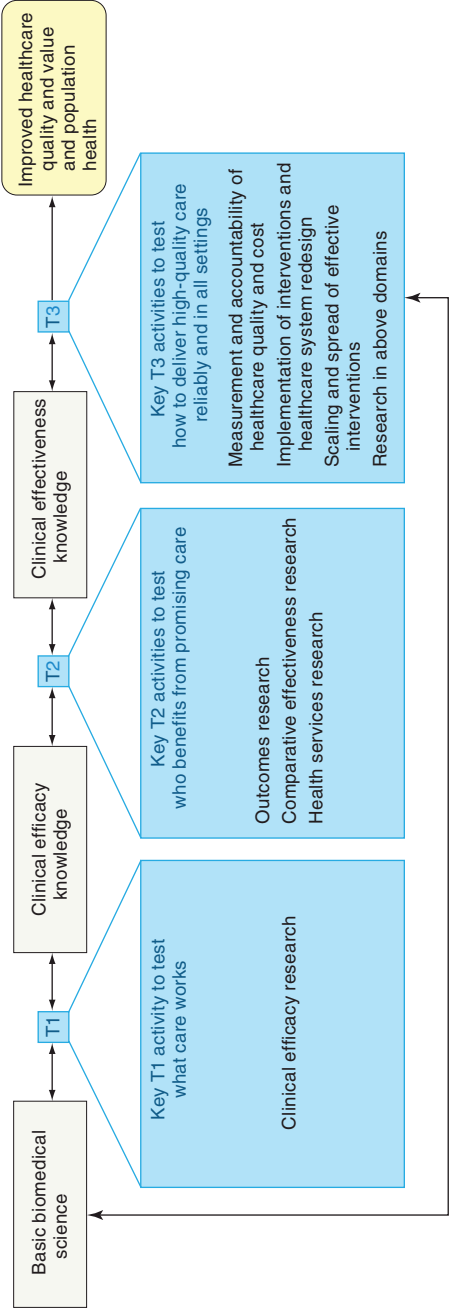 Basic biomedical
science
T1
Clinical efficacy
knowledge
T2
Clinical effectiveness
knowledge
T3
Improved healthcare
quality and value
and population
health
Key T1 activity to test
what care works
Clinical efficacy research
Key T2 activities to test
who benefits from promising care
Outcomes research
Comparative effectiveness research
Health services research
Key T3 activities to test
how to deliver high-quality care
reliably and in all settings
Measurement and accountability of
healthcare quality and cost
Implementation of interventions and
healthcare system redesign
Scaling and spread of effective
interventions
Research in above domains